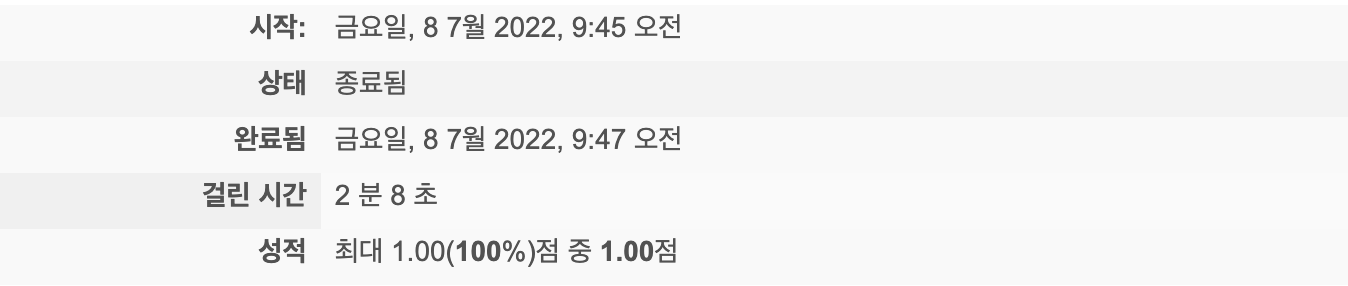 시작: 금요일, 8 7월 2022, 9:45 오전
상태 종료됨
완료됨 금요일, 8 7월 2022, 9:47 오전
걸린 시간 2 분 8 초
성적 최대 1.00(100%)점 중 1.00점